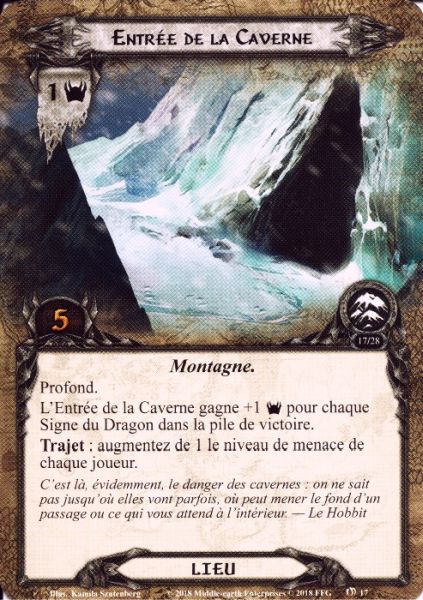 Entrée de la Caverne
1
5
17/28
Montagne.
Profond.
L'Entrée de la Caverne gagne +1 pour chaque
Signe du Dragon dans la pile de victoire.
Trajet : augmentez de 1 le niveau de menace de
chaque joueur.
C'est là, évidemment, le danger des cavernes : on ne sait
pas jusqu'où elles vont parfois, où peut mener le fond d'un
passage ou ce qui vous attend à l'intérieur. — Le Hobbit
LIEU
Illus. Kamila Szutenberg © 2018 Middle-earth Enterprises © 2018 FFG 17